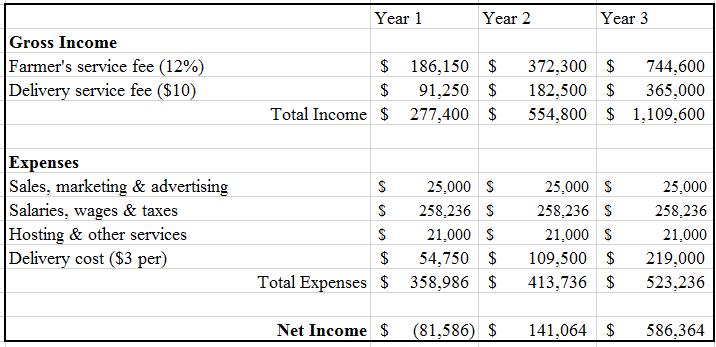 Year 1 Year 2 Year 3
Gross Income
Farmer's service fee (12%) $ 186,150 $ 372,300 $ 744,600
Delivery service fee ($10) $ 91,250 $ 182,500 $ 365,000
Total Income $ 277,400 $ 554,800 $ 1,109,600
Expenses
Sales, marketing & advertising $ 25,000 $ 25,000 $ 25,000
Salaries, wages & taxes $ 258,236 $ 258,236 $ 258,236
Hosting & other services $ 21,000 $ 21,000 $ 21,000
Delivery cost ($3 per) $ 54,750 $ 109,500 $ 219,000
Total Expenses $ 358,986 $ 413,736 $ 523,236
Net Income $ (81,586) $ 141,064 $ 586,364